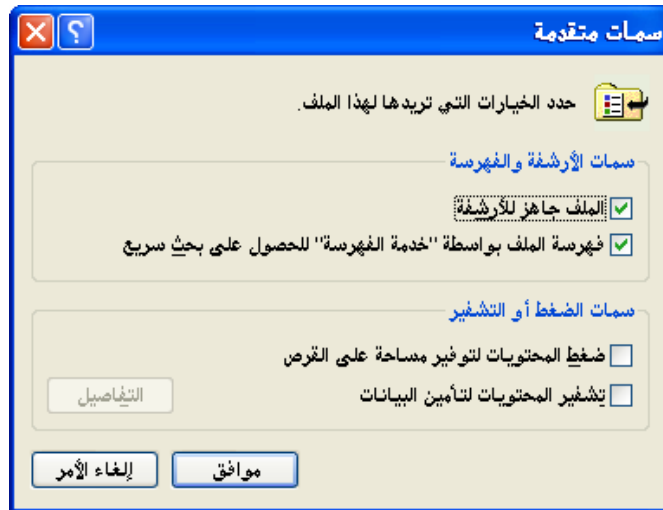 سمات متقدمة
حدد الخيارات التي تريدها لهذا الملف.
سمات الأرشفة والفهرسة
الملف جاهز للأرشفة
فهرسة الملف بواسطة "خدمة الفهرسة" للحصول على بحث سريع
سمات الضغط أو التشفير
ضغط المحتويات لتوفير مساحة على القرص
تشفير المحتويات لتأمين البيانات
التفاصيل
موافق
إلغاء الأمر